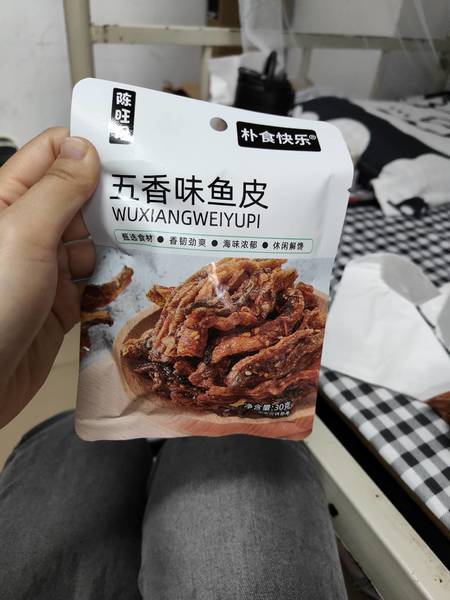 陈旺
朴食快乐®
五香味鱼皮
WUXIANGWEIYUPI
甄选食材 ● 香韧劲爽 ● 海味浓郁 ● 休闲解馋
净含量:30克